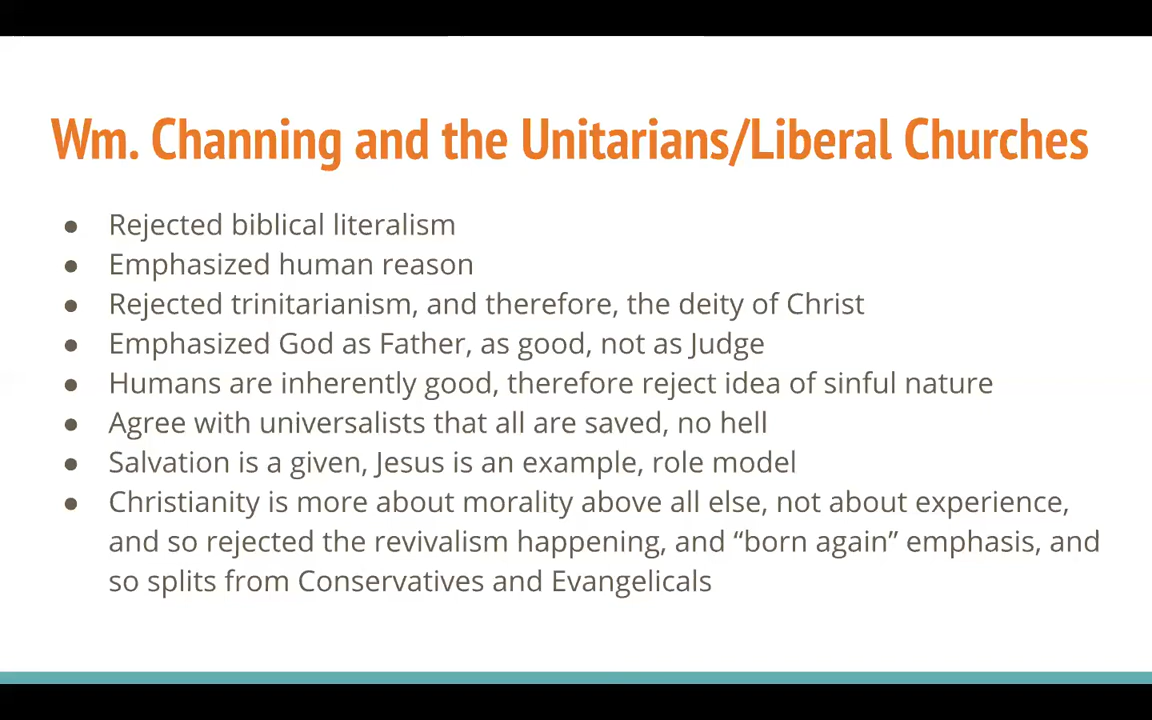 Wm. Channing and the Unitarians/Liberal Churches
● Rejected biblical literalism
● Emphasized human reason
● Rejected trinitarianism, and therefore, the deity of Christ
● Emphasized God as Father, as good, not as Judge
● Humans are inherently good, therefore reject idea of sinful nature
● Agree with universalists that all are saved, no hell
● Salvation is a given, Jesus is an example, role model
● Christianity is more about morality above all else, not about experience,
and so rejected the revivalism happening, and “born again” emphasis, and
so splits from Conservatives and Evangelicals